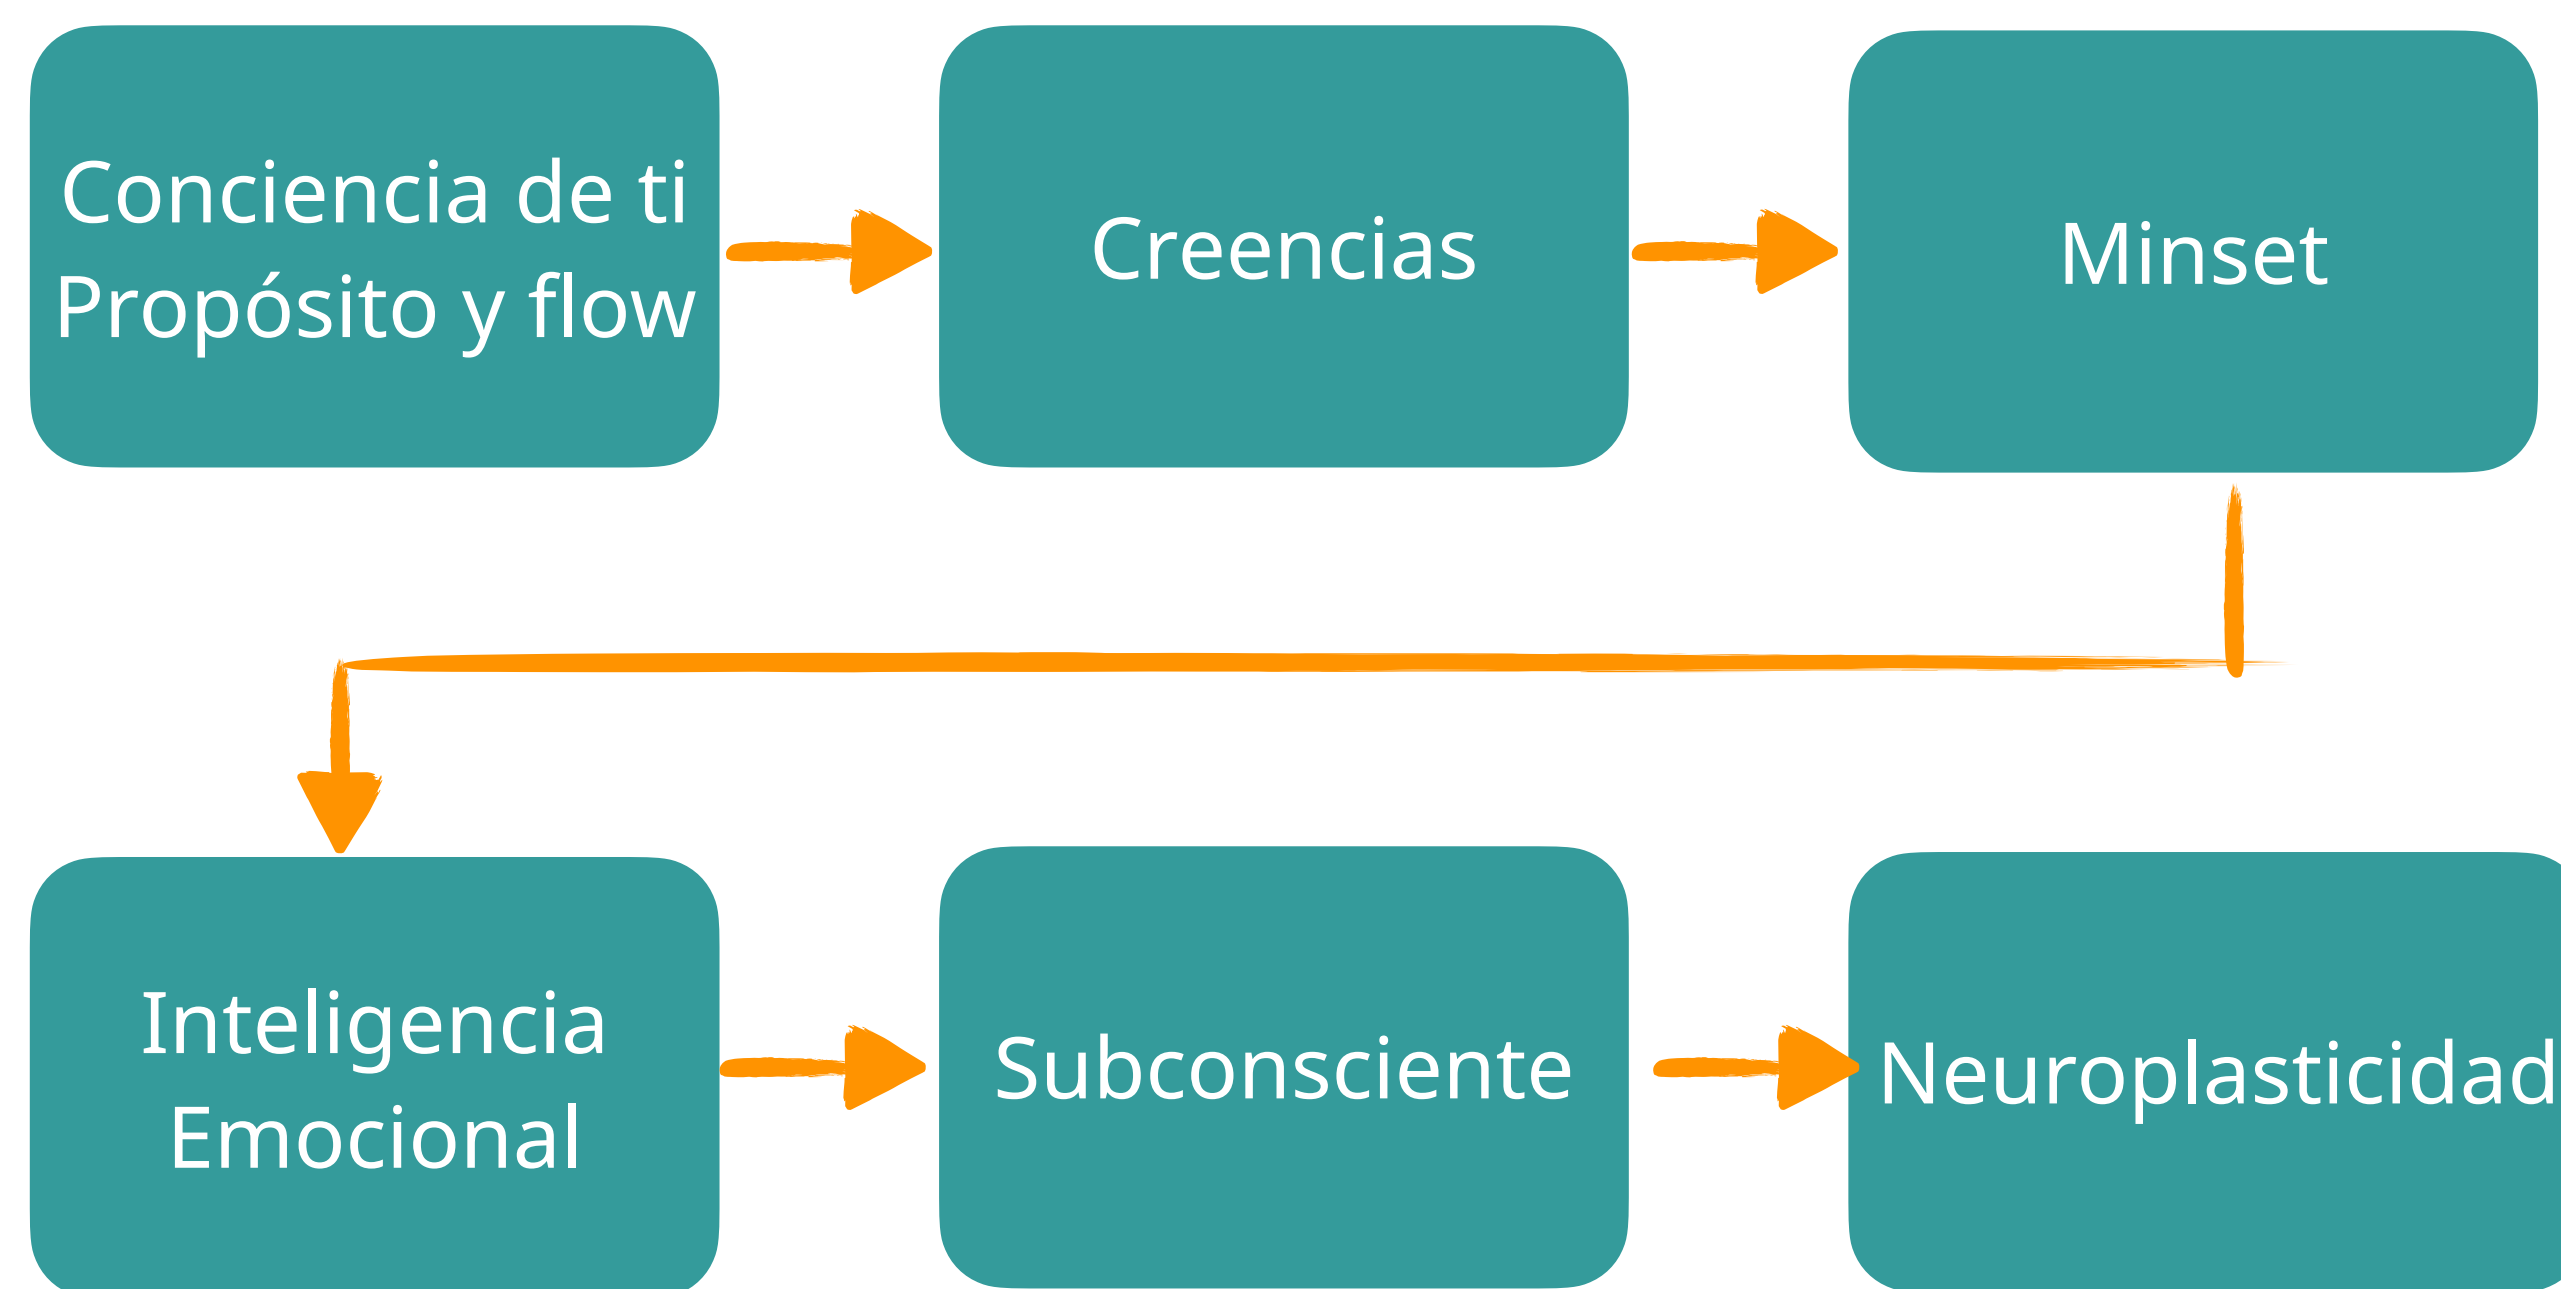 Conciencia de ti
Propósito y flow
Creencias
Minset
Inteligencia
Emocional
Subconsciente
Neuroplasticidad